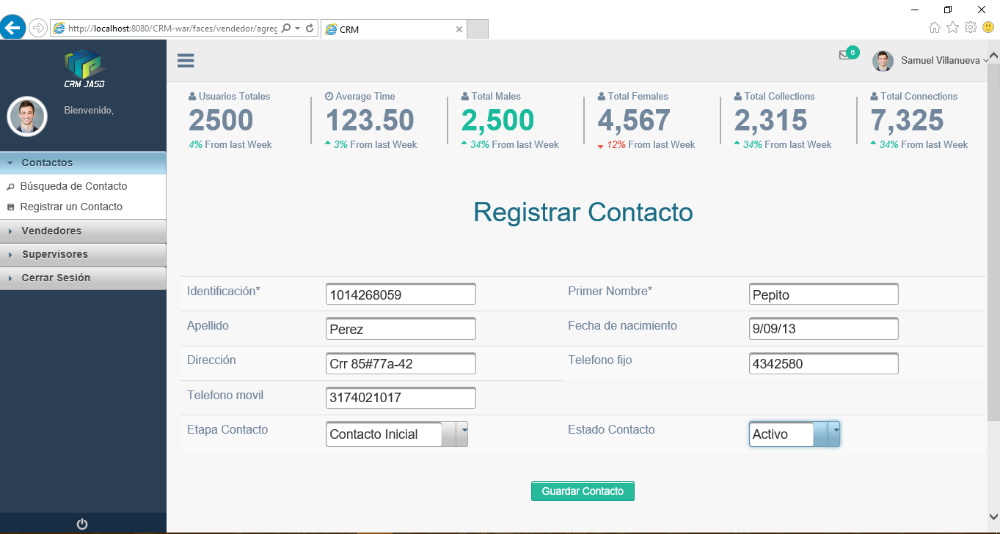 http://localhost:8080/CRM-war/faces/vendedor/agreg
CRM
CRM JASD
Bienvenido,
6
Samuel Villanueva
Usuarios Totales
2500
4% From last Week
Average Time
123.50
3% From last Week
Total Males
2,500
34% From last Week
Total Females
4,567
12% From last Week
Total Collections
2,315
34% From last Week
Total Connections
7,325
34% From last Week
Contactos
Búsqueda de Contacto
Registrar un Contacto
Vendedores
Supervisores
Cerrar Sesión
Registrar Contacto
Identificación* 1014268059 Primer Nombre* Pepito
Apellido Perez Fecha de nacimiento 9/09/13
Dirección Crr 85#77a-42 Telefono fijo 4342580
Telefono movil 3174021017
Etapa Contacto Contacto Inicial Estado Contacto Activo
Guardar Contacto